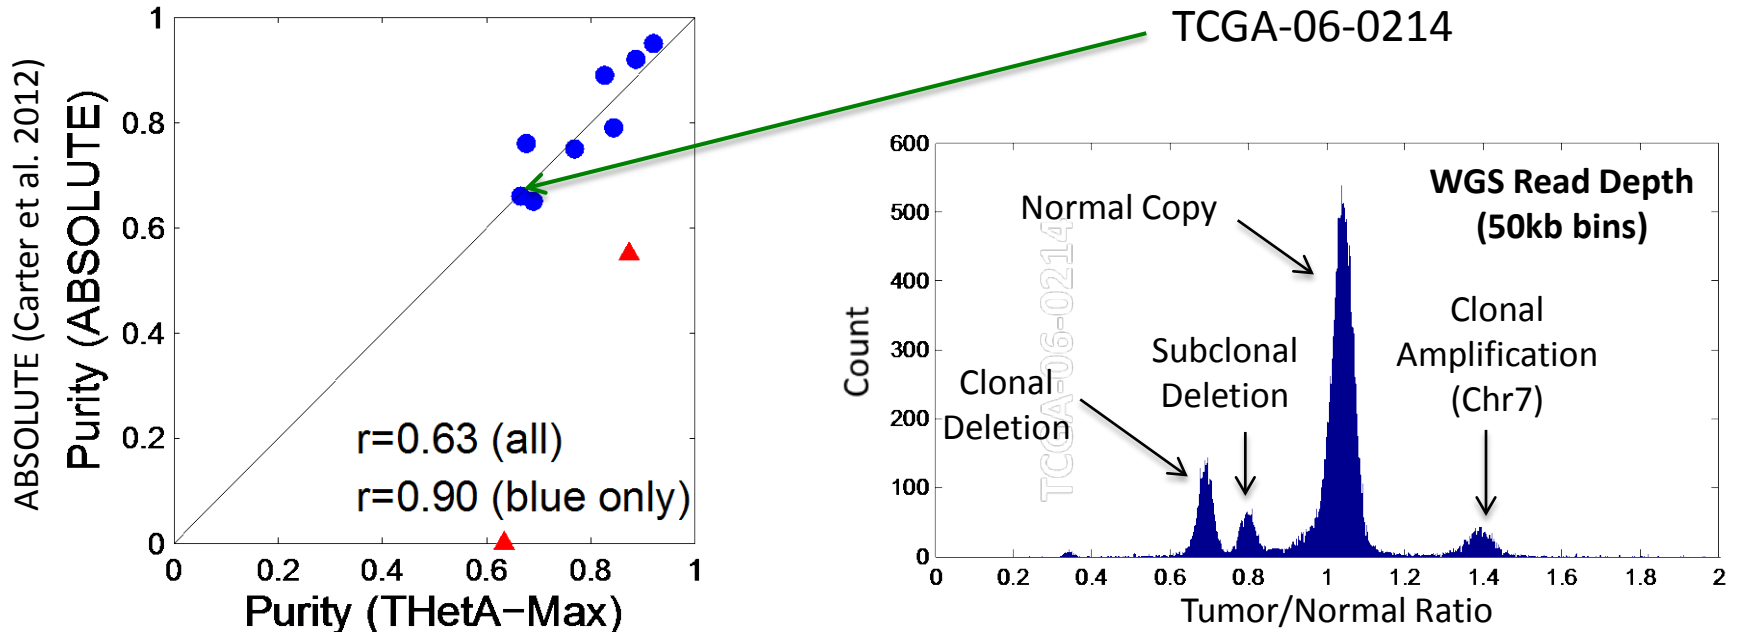 ABSOLUTE (Carter et al. 2012)
Purity (ABSOLUTE)
1
0.8
0.6
0.4
0.2
0
r=0.63 (all)
r=0.90 (blue only)
0 0.2 0.4 0.6 0.8 1
Purity (THetA−Max)
TCGA-06-0214
600
500
400
300
200
100
0
Count
WGS Read Depth
(50kb bins)
Normal Copy
TCGA-06-0214
Clonal
Deletion
Subclonal
Deletion
Clonal
Amplification
(Chr7)
0 0.2 0.4 0.6 0.8 1 1.2 1.4 1.6 1.8 2
Tumor/Normal Ratio